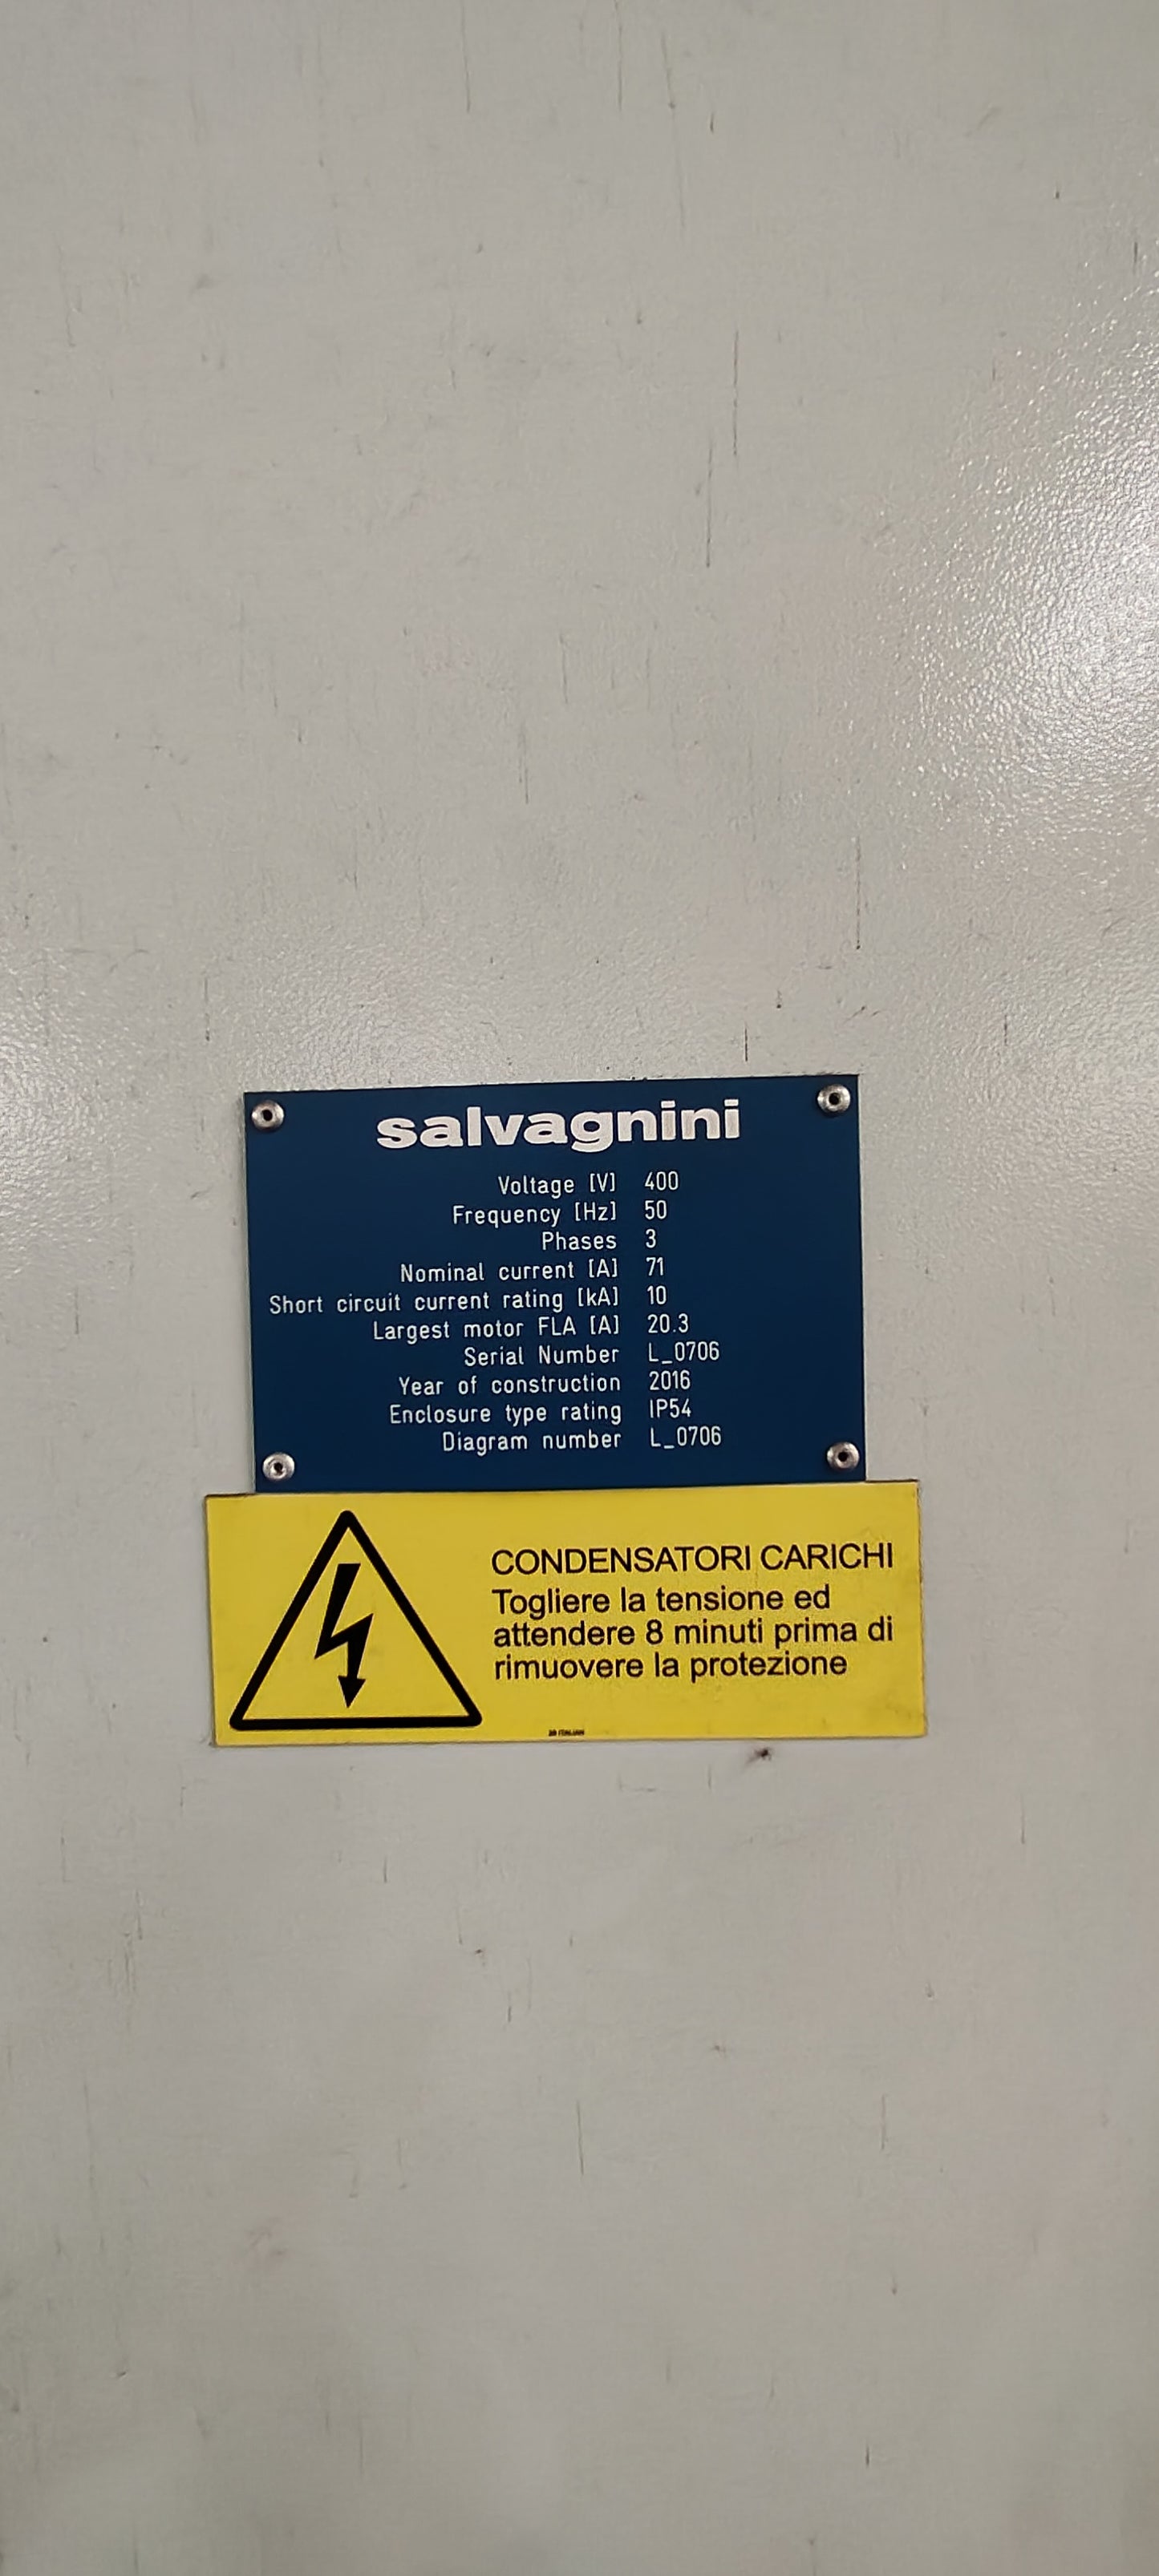 salvagnini
Voltage [V] 400
Frequency [Hz] 50
Phases 3
Nominal current [A] 71
Short circuit current rating [kA] 10
Largest motor FLA [A] 20.3
Serial Number L_0706
Year of construction 2016
Enclosure type rating IP54
Diagram number L_0706
CONDENSATORI CARICHI
Togliere la tensione ed
attendere 8 minuti prima di
rimuovere la protezione